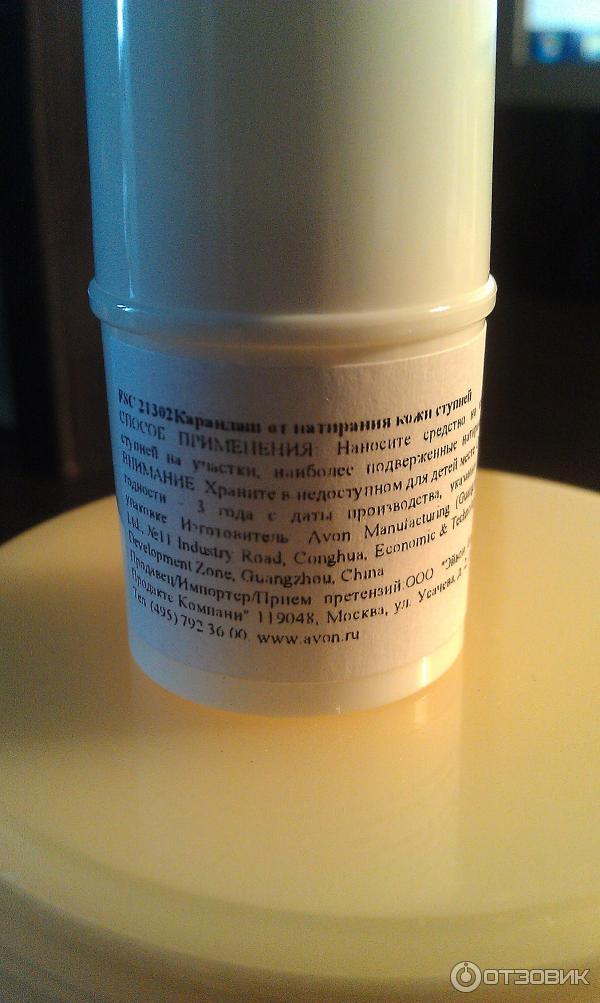 FSC 21302Карандаш от натирания кожи ступней
СПОСОБ ПРИМЕНЕНИЯ: Наносите средство на
ступней на участки, наиболее подверженные
ВНИМАНИЕ Храните в недоступном для детей месте
годности - 3 года с даты производства,
упаковке Изготовитель Avon Manufacturing
Ltd., №11 Industry Road, Conghua, Economic &
Development Zone, Guangzhou, China
Продавец/Импортер/Прием претензий:ООО "Эйвон
Продактс Компани" 119048, Москва, ул. Усачева, д.
Тел (495) 792 36 00. www.avon.ru
ОТЗОВИК